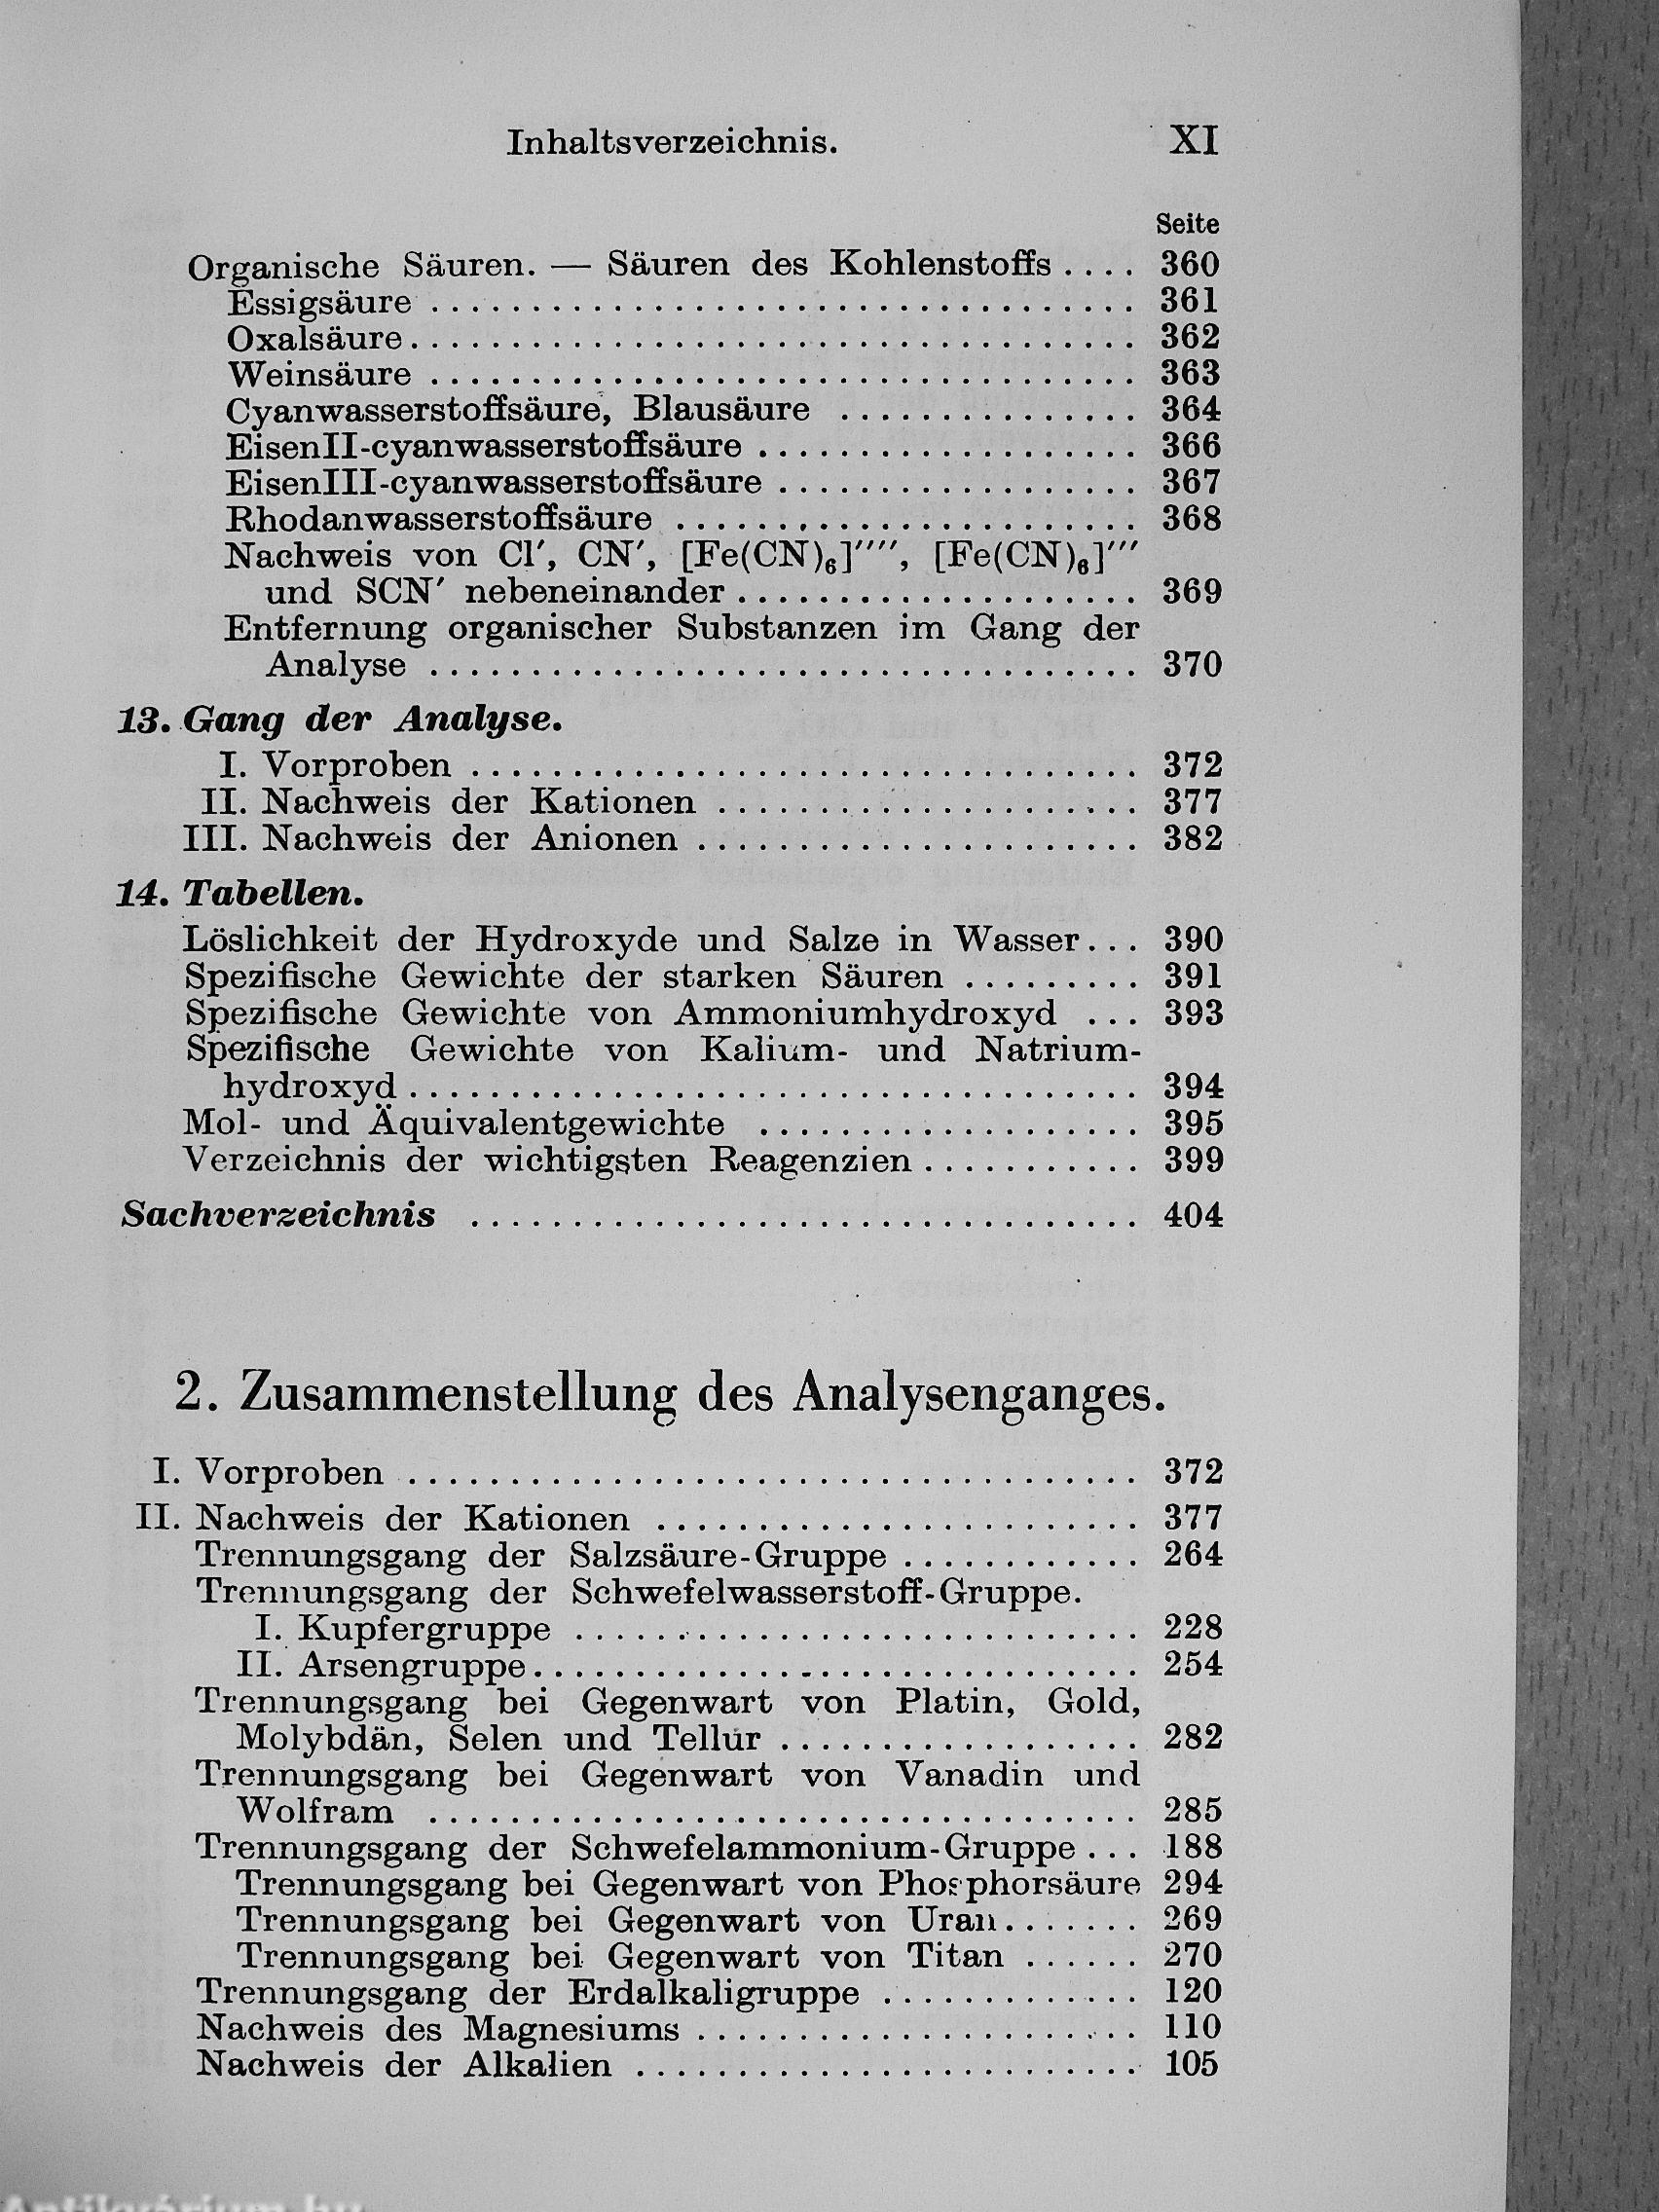 Inhaltsverzeichnis. XI
Seite
Organische Säuren. — Säuren des Kohlenstoffs .... 360
Essigsäure ................................... 361
Oxalsäure.................................... 362
Weinsäure ................................... 363
Cyanwasserstoffsäure, Blausäure ............... 364
EisenII-cyanwasserstoffsäure ................... 366
EisenIII-cyanwasserstoffsäure .................. 367
Rhodanwasserstoffsäure ....................... 368
Nachweis von Cl′, CN′, [Fe(CN)₆]′′′′, [Fe(CN)₆]′′′
und SCN′ nebeneinander .................... 369
Entfernung organischer Substanzen im Gang der
Analyse ................................... 370
13. Gang der Analyse.
I. Vorproben ................................. 372
II. Nachweis der Kationen ..................... 377
III. Nachweis der Anionen ...................... 382
14. Tabellen.
Löslichkeit der Hydroxyde und Salze in Wasser... 390
Spezifische Gewichte der starken Säuren ......... 391
Spezifische Gewichte von Ammoniumhydroxyd ... 393
Spezifische Gewichte von Kalium- und Natrium-
hydroxyd .................................... 394
Mol- und Äquivalentgewichte ................... 395
Verzeichnis der wichtigsten Reagenzien ........... 399
Sachverzeichnis ................................. 404
2. Zusammenstellung des Analysenganges.
I. Vorproben .................................... 372
II. Nachweis der Kationen ........................ 377
Trennungsgang der Salzsäure-Gruppe ............ 264
Trennungsgang der Schwefelwasserstoff-Gruppe.
I. Kupfergruppe ............................ 228
II. Arsengruppe.............................. 254
Trennungsgang bei Gegenwart von Platin, Gold,
Molybdän, Selen und Tellur .................. 282
Trennungsgang bei Gegenwart von Vanadin und
Wolfram ................................... 285
Trennungsgang der Schwefelammonium-Gruppe ... 188
Trennungsgang bei Gegenwart von Phosphorsäure 294
Trennungsgang bei Gegenwart von Uran....... 269
Trennungsgang bei Gegenwart von Titan ...... 270
Trennungsgang der Erdalkaligruppe ............. 120
Nachweis des Magnesiums ...................... 110
Nachweis der Alkalien ......................... 105
Antikvárium.hu